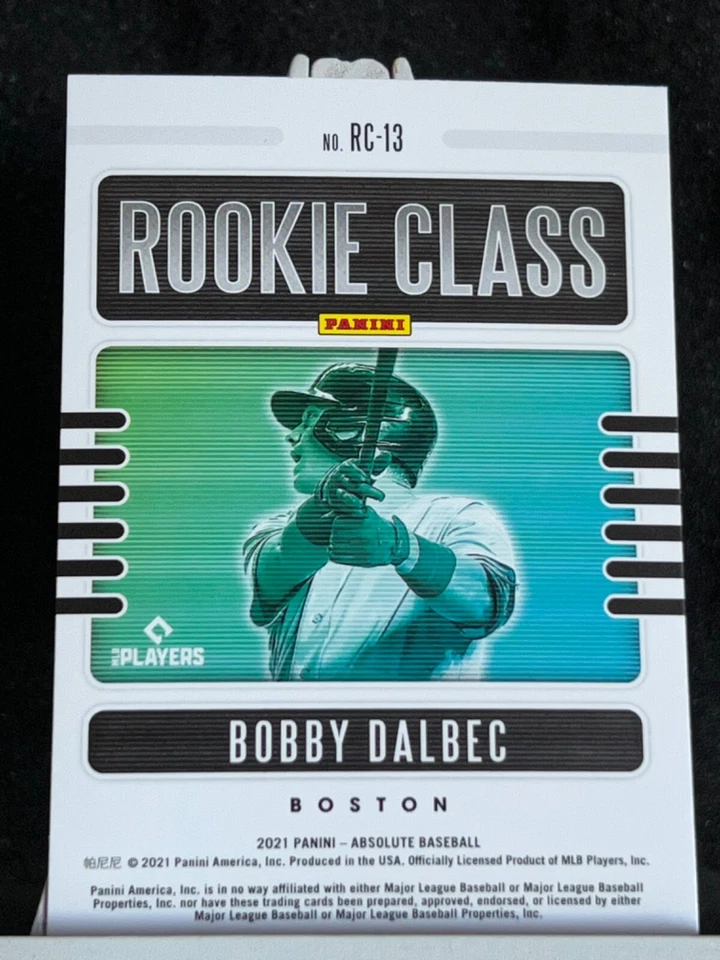 NO. RC-13
ROOKIE CLASS
PANINI
MLB PLAYERS
BOBBY DALBEC
BOSTON
2021 PANINI – ABSOLUTE BASEBALL
帕尼尼 © 2021 Panini America, Inc. Produced in the USA. Officially Licensed Product of MLB Players, Inc.
Panini America, Inc. is in no way affiliated with either Major League Baseball or Major League Baseball
Properties, Inc. nor have these trading cards been prepared, approved, endorsed, or licensed by either
Major League Baseball or Major League Baseball Properties, Inc.